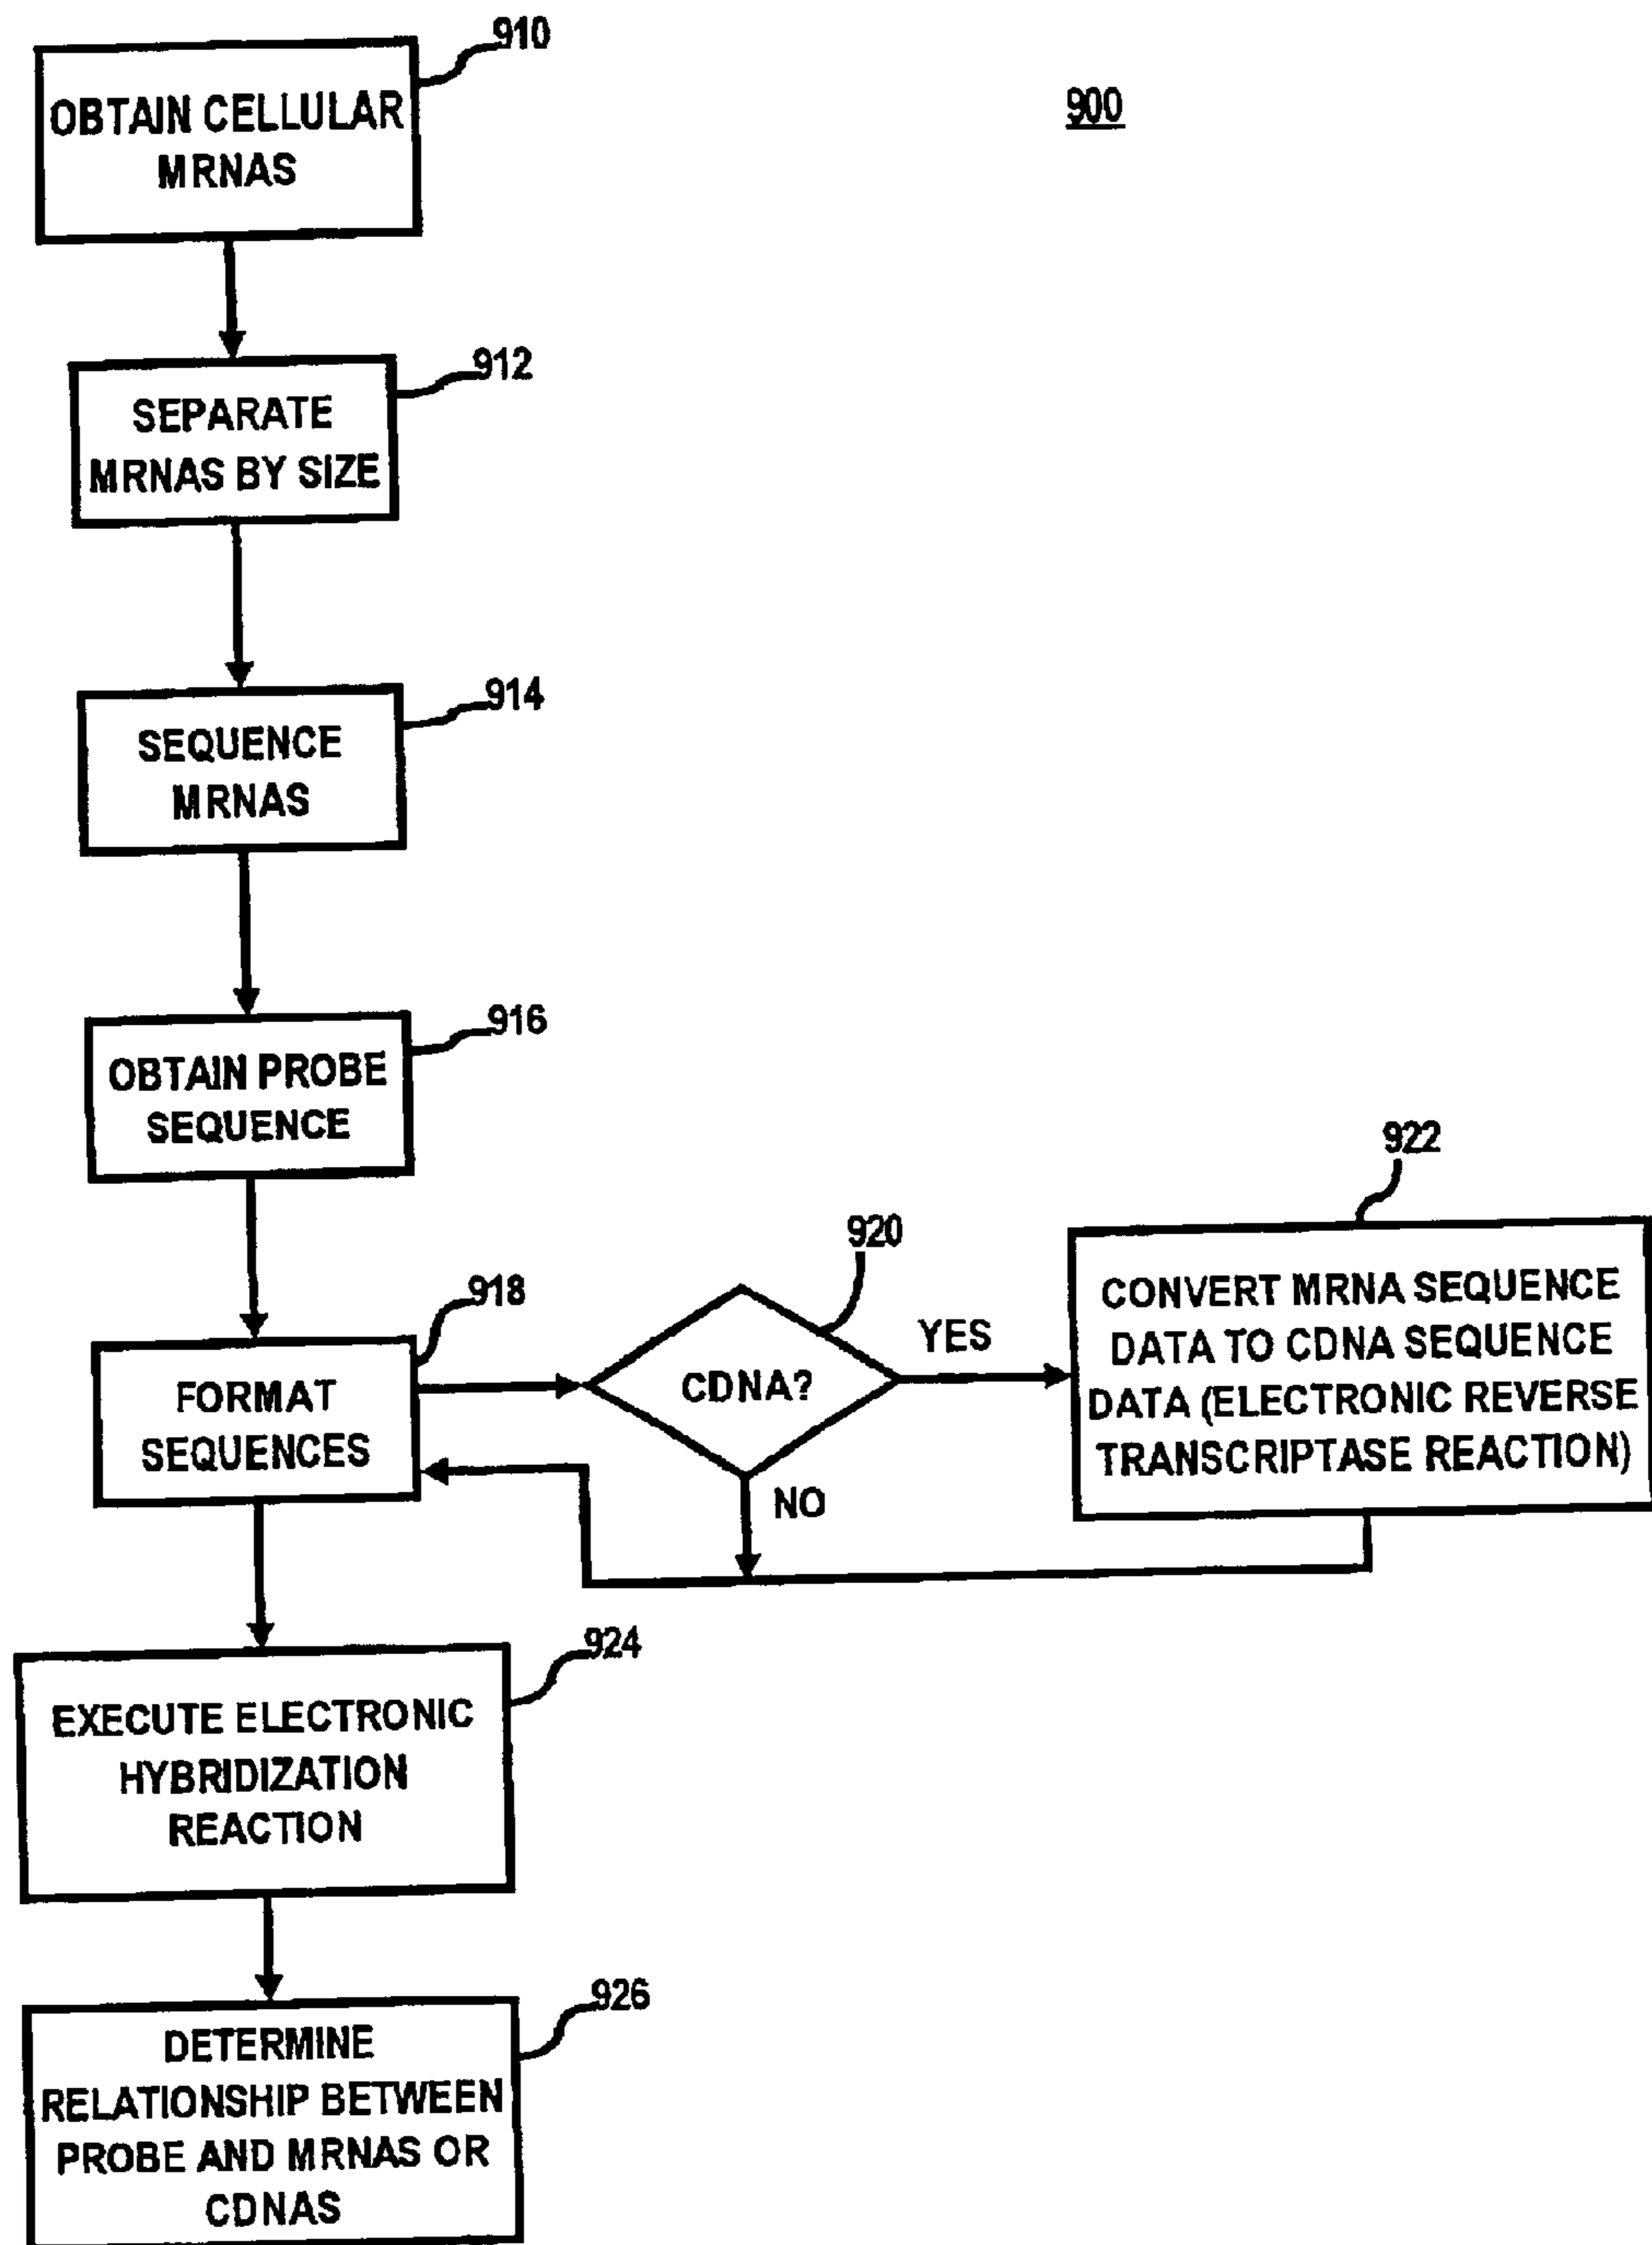 910
900
OBTAIN CELLULAR
MRNAS
912
SEPARATE
MRNAS BY SIZE
914
SEQUENCE
MRNAS
916
OBTAIN PROBE
SEQUENCE
918
FORMAT
SEQUENCES
920
CDNA?
YES
NO
922
CONVERT MRNA SEQUENCE
DATA TO CDNA SEQUENCE
DATA (ELECTRONIC REVERSE
TRANSCRIPTASE REACTION)
924
EXECUTE ELECTRONIC
HYBRIDIZATION
REACTION
926
DETERMINE
RELATIONSHIP BETWEEN
PROBE AND MRNAS OR
CDNAS